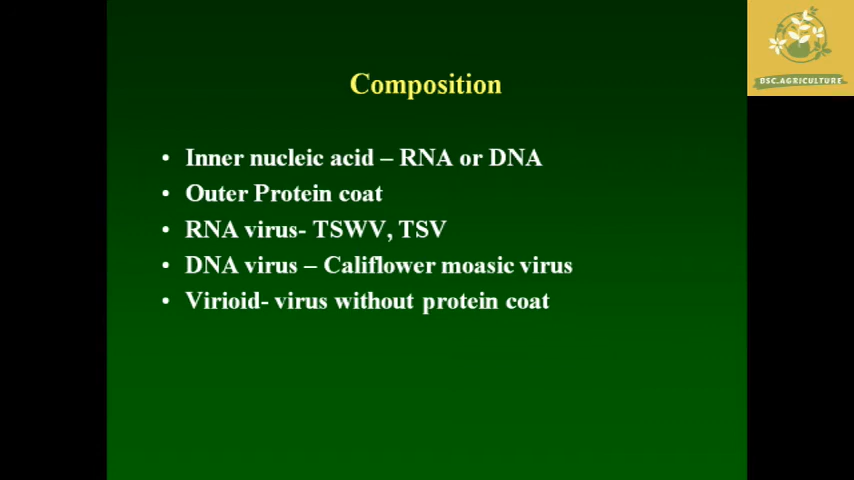 DSC.AGRICULTURE
Composition
• Inner nucleic acid – RNA or DNA
• Outer Protein coat
• RNA virus- TSWV, TSV
• DNA virus – Califlower moasic virus
• Virioid- virus without protein coat